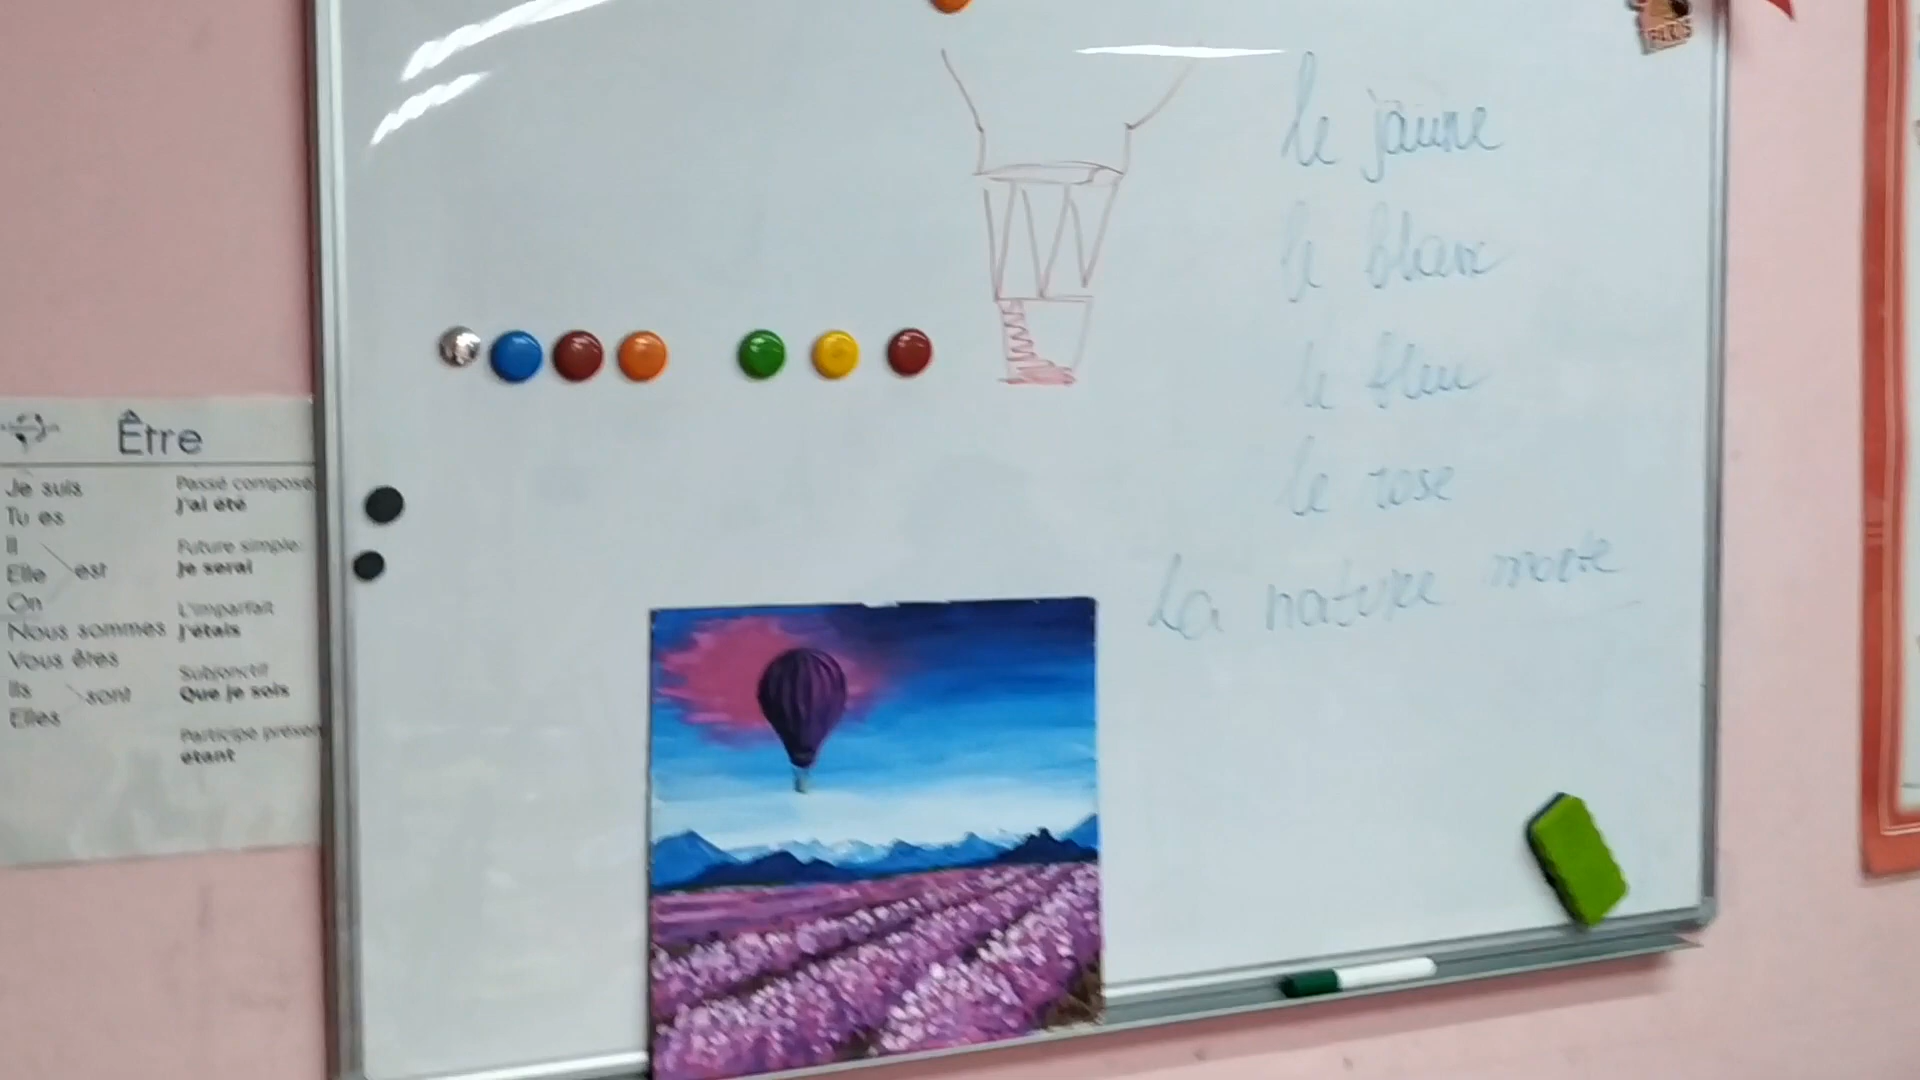 PARIS
le jaune
le blanc
le bleu
le rose
La nature morte
Être
Je suis
Tu es
Il
Elle est
On
Nous sommes
Vous êtes
Ils
sont
Elles
Passé composé
J'ai été
Future simple:
Je serai
L'imparfait
J'étais
Subjonctif
Que je sois
Participe présen
étant